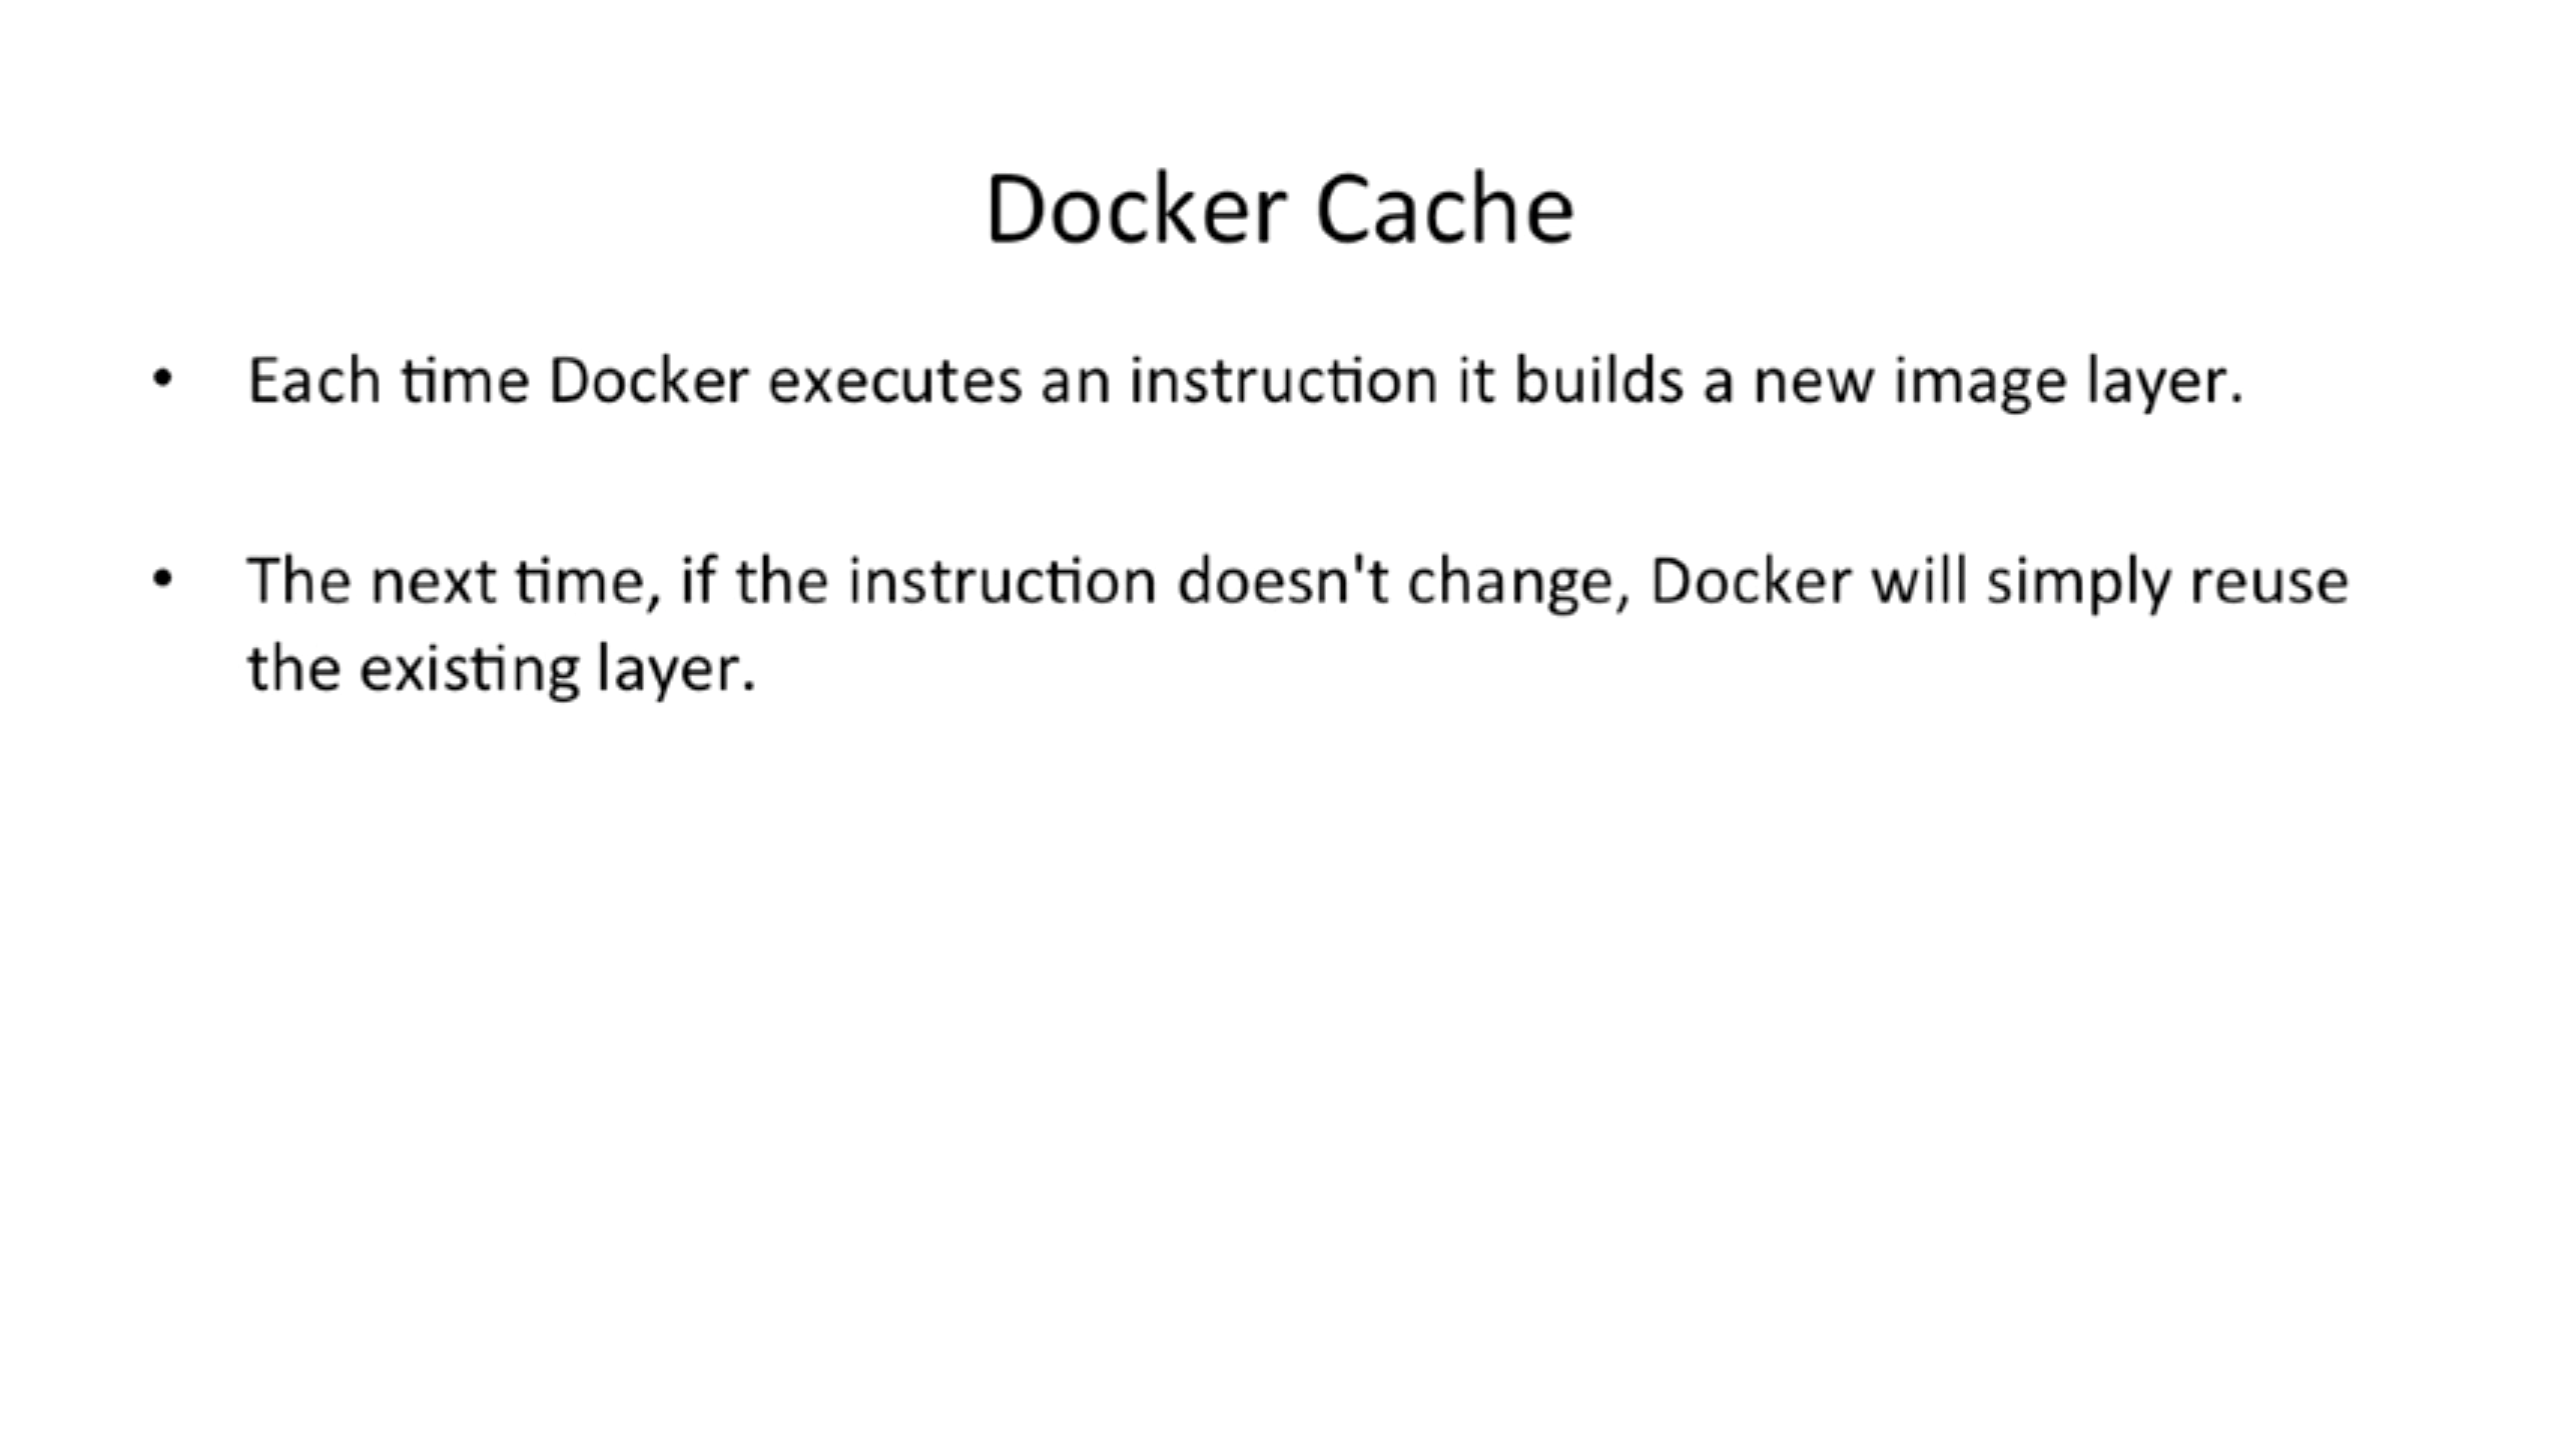 Docker Cache
• Each time Docker executes an instruction it builds a new image layer.
• The next time, if the instruction doesn't change, Docker will simply reuse
the existing layer.